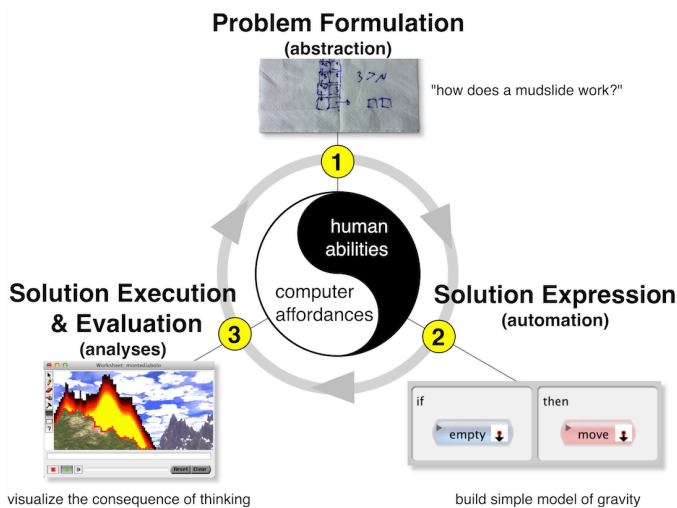 Problem Formulation
(abstraction)
3 > N
"how does a mudslide work?"
1
human
abilities
computer
affordances
Solution Expression
(automation)
2
if
empty
then
move
build simple model of gravity
Solution Execution
& Evaluation
(analyses)
3
Worksheet: montediabolo
Reset Clear
visualize the consequence of thinking